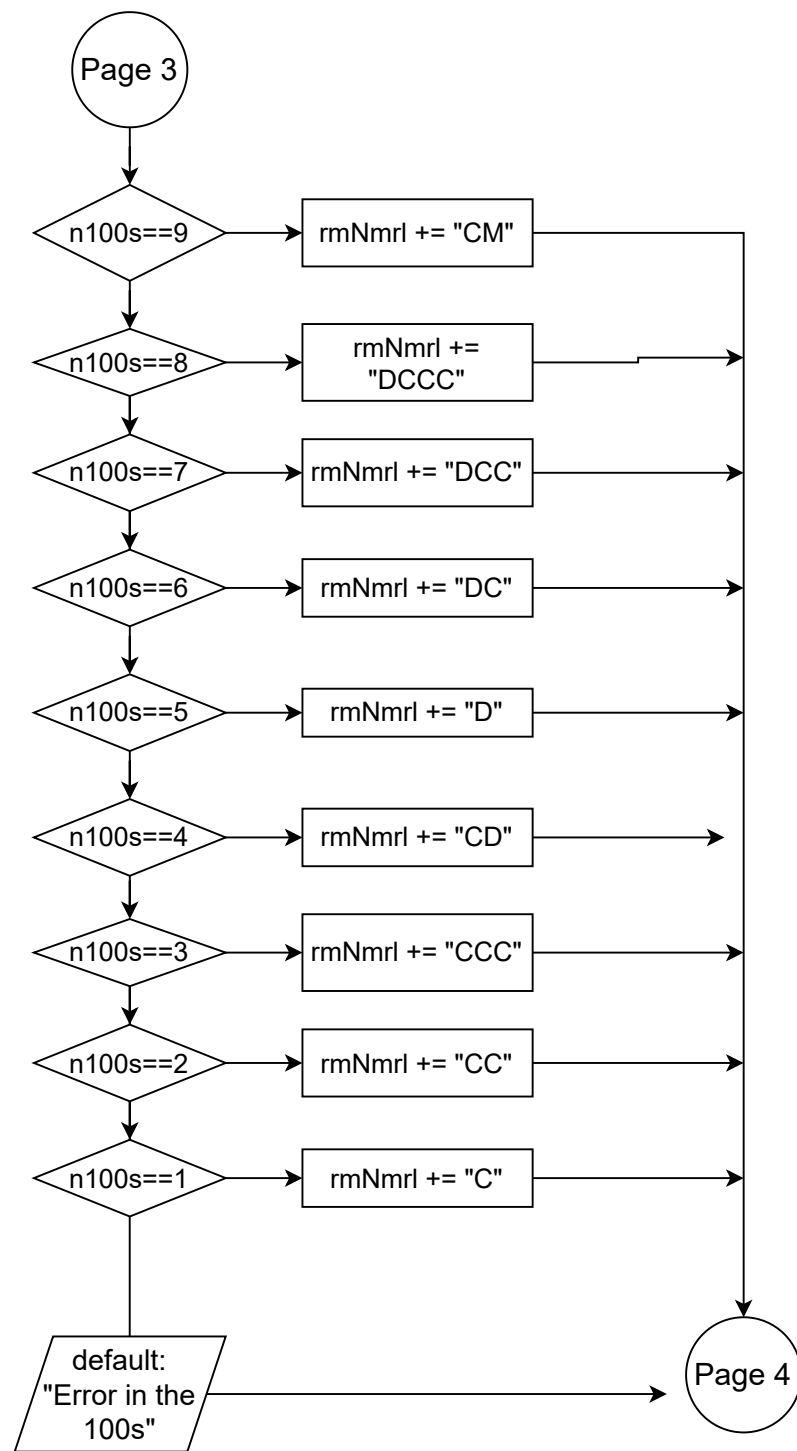 Page 3
n100s==9
rmNmrl += "CM"
n100s==8
rmNmrl +=
"DCCC"
n100s==7
rmNmrl += "DCC"
n100s==6
rmNmrl += "DC"
n100s==5
rmNmrl += "D"
n100s==4
rmNmrl += "CD"
n100s==3
rmNmrl += "CCC"
n100s==2
rmNmrl += "CC"
n100s==1
rmNmrl += "C"
default:
"Error in the
100s"
Page 4